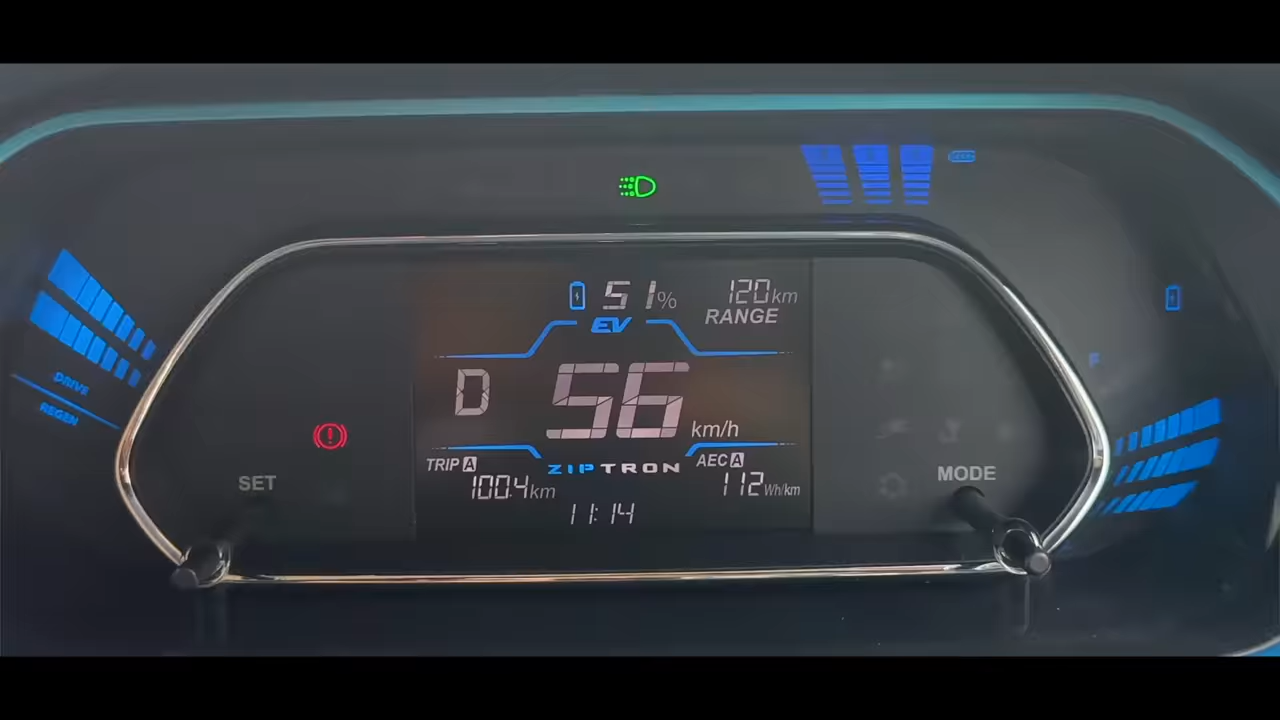 51%
120km
RANGE
EV
DRIVE
REGEN
F
D
56 km/h
SET
TRIP A
100.4km
ZIPTRON
AEC A
112 Wh/km
MODE
11:14